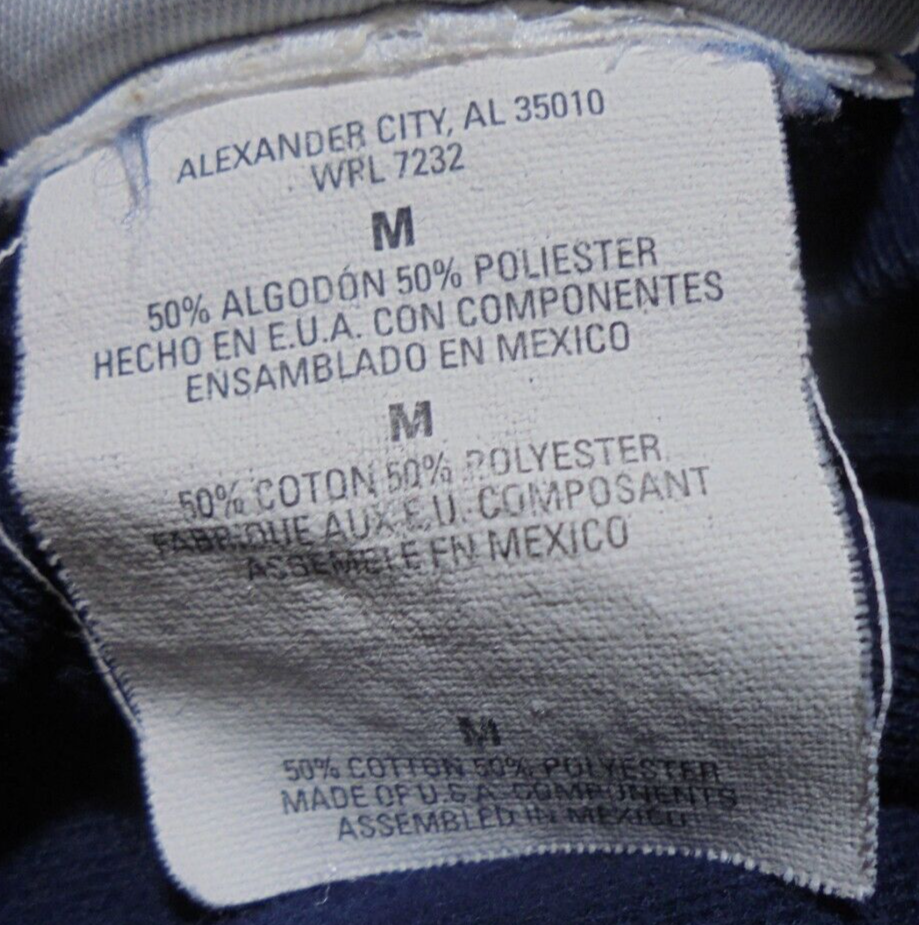 ALEXANDER CITY, AL 35010
WPL 7232
M
50% ALGODÓN 50% POLIESTER
HECHO EN E.U.A. CON COMPONENTES
ENSAMBLADO EN MEXICO
M
50% COTON 50% POLYESTER
FABRIQUE AUX E.U. COMPOSANT
ASSEMBLE EN MEXICO
M
50% COTTON 50% POLYESTER
MADE OF U.S.A. COMPONENTS
ASSEMBLED IN MEXICO